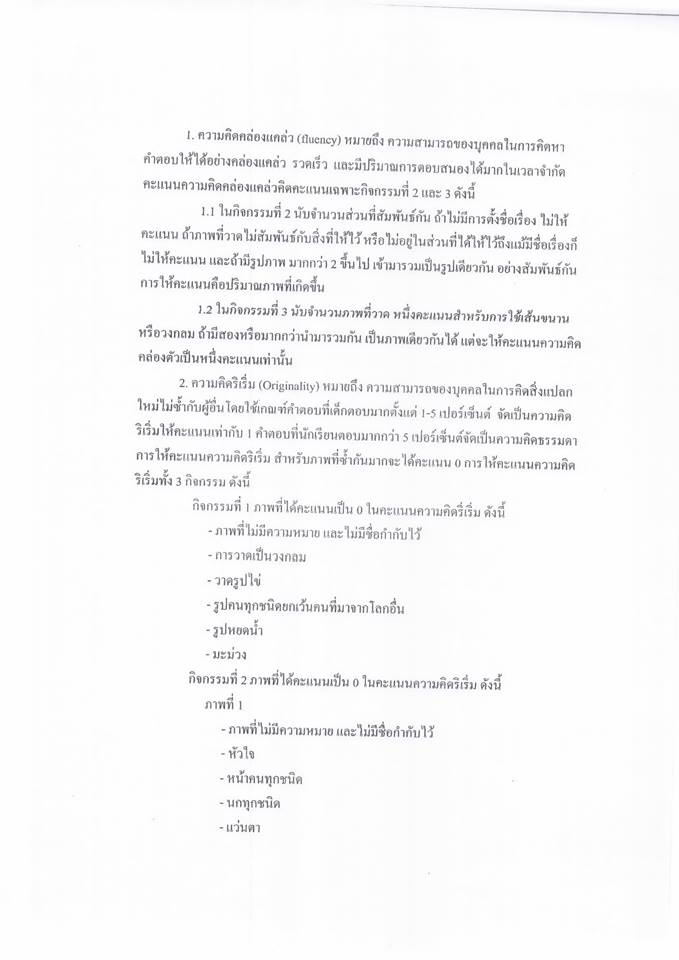 1. ความคิดคล่องแคล่ว (fluency) หมายถึง ความสามารถของบุคคลในการคิดหา
คำตอบให้ได้อย่างคล่องแคล่ว รวดเร็ว และมีปริมาณการตอบสนองได้มากในเวลาจำกัด
คะแนนความคิดคล่องแคล่วคิดคะแนนเฉพาะกิจกรรมที่ 2 และ 3 ดังนี้
1.1 ในกิจกรรมที่ 2 นับจำนวนส่วนที่สัมพันธ์กัน ถ้าไม่มีการตั้งชื่อเรื่อง ไม่ให้
คะแนน ถ้าภาพที่วาดไม่สัมพันธ์กับสิ่งที่ให้ไว้ หรือไม่อยู่ในส่วนที่ได้ให้ไว้ถึงแม้มีชื่อเรื่องก็
ไม่ให้คะแนน และถ้ามีรูปภาพ มากกว่า 2 ขึ้นไป เข้ามารวมเป็นรูปเดียวกัน อย่างสัมพันธ์กัน
การให้คะแนนคือปริมาณภาพที่เกิดขึ้น
1.2 ในกิจกรรมที่ 3 นับจำนวนภาพที่วาด หนึ่งคะแนนสำหรับการใช้เส้นขนาน
หรือวงกลม ถ้ามีสองหรือมากกว่านำมารวมกัน เป็นภาพเดียวกันได้ แต่จะให้คะแนนความคิด
คล่องตัวเป็นหนึ่งคะแนนเท่านั้น
2. ความคิดริเริ่ม (Originality) หมายถึง ความสามารถของบุคคลในการคิดสิ่งแปลก
ใหม่ไม่ซ้ำกับผู้อื่นโดยใช้เกณฑ์คำตอบที่เด็กตอบมากตั้งแต่ 1-5 เปอร์เซ็นต์ จัดเป็นความคิด
ริเริ่มให้คะแนนเท่ากับ 1 คำตอบที่นักเรียนตอบมากกว่า 5 เปอร์เซ็นต์จัดเป็นความคิดธรรมดา
การให้คะแนนความคิดริเริ่ม สำหรับภาพที่ซ้ำกันมากจะได้คะแนน 0 การให้คะแนนความคิด
ริเริ่มทั้ง 3 กิจกรรม ดังนี้
กิจกรรมที่ 1 ภาพที่ได้คะแนนเป็น 0 ในคะแนนความคิดริ่เริ่ม ดังนี้
- ภาพที่ไม่มีความหมาย และไม่มีชื่อกำกับไว้
- การวาดเป็นวงกลม
- วาดรูปไข่
- รูปคนทุกชนิดยกเว้นคนที่มาจากโลกอื่น
- รูปหยดน้ำ
- มะม่วง
กิจกรรมที่ 2 ภาพที่ได้คะแนนเป็น 0 ในคะแนนความคิดริเริ่ม ดังนี้
ภาพที่ 1
- ภาพที่ไม่มีความหมาย และไม่มีชื่อกำกับไว้
- หัวใจ
- หน้าคนทุกชนิด
- นกทุกชนิด
- แว่นตา